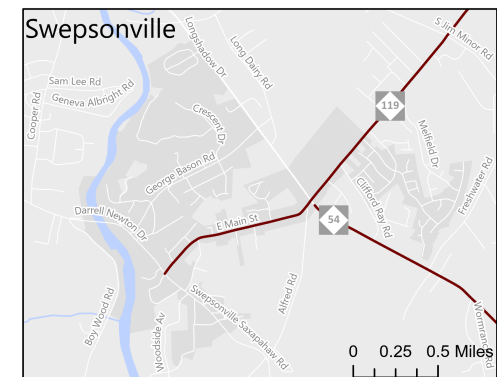 Swepsonville
S Jim Minor Rd
Longshadow Dr
Long Dairy Rd
Sam Lee Rd
Geneva Albright Rd
Cooper Rd
119
Crescent Dr
Melfield Dr
George Bason Rd
Freshwater Rd
Clifford Ray Rd
Darrell Newton Dr
E Main St
54
Alfred Rd
Boy Wood Rd
Swepsonville Saxapahaw Rd
Woodside Av
Wormranch Rd
0 0.25 0.5 Miles